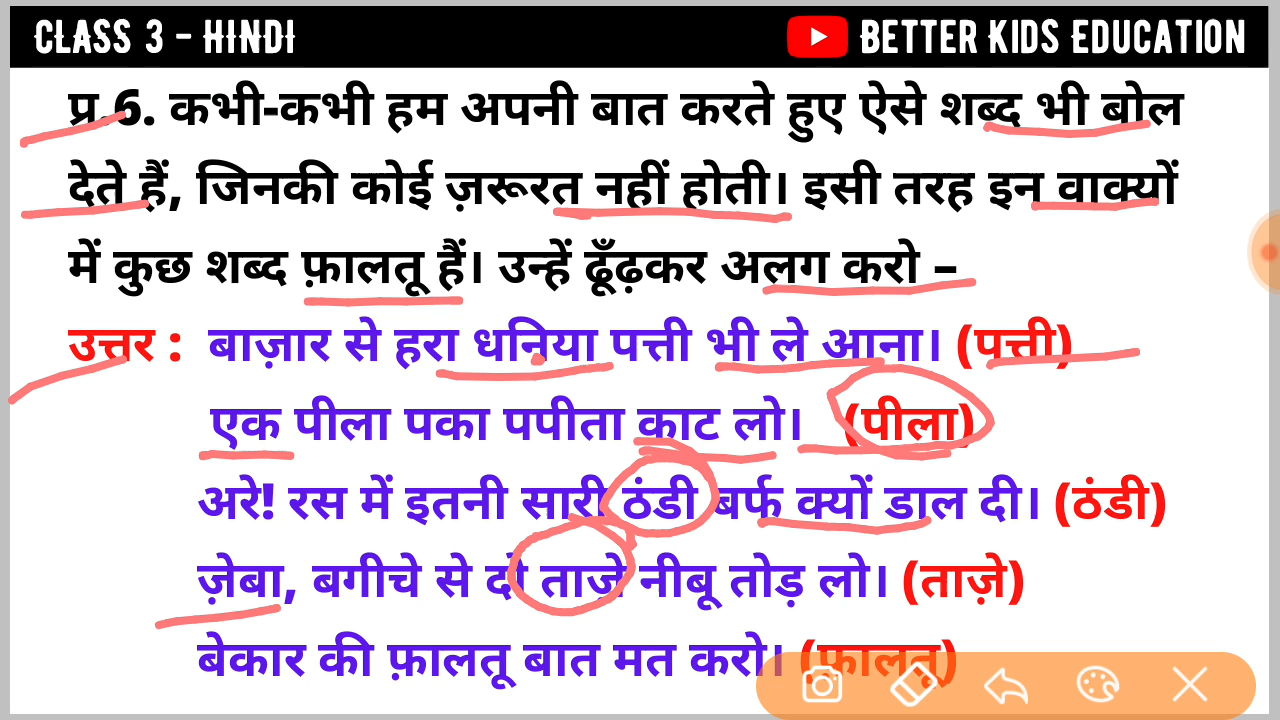 CLASS 3 - HINDI
BETTER KIDS EDUCATION
प्र.6. कभी-कभी हम अपनी बात करते हुए ऐसे शब्द भी बोल
देते हैं, जिनकी कोई ज़रूरत नहीं होती। इसी तरह इन वाक्यों
में कुछ शब्द फ़ालतू हैं। उन्हें ढूँढ़कर अलग करो –
उत्तर : बाज़ार से हरा धनिया पत्ती भी ले आना। (पत्ती)
एक पीला पका पपीता काट लो। (पीला)
अरे! रस में इतनी सारी ठंडी बर्फ क्यों डाल दी। (ठंडी)
ज़ेबा, बगीचे से दो ताज़े नीबू तोड़ लो। (ताज़े)
बेकार की फ़ालतू बात मत करो। (फ़ालतू)